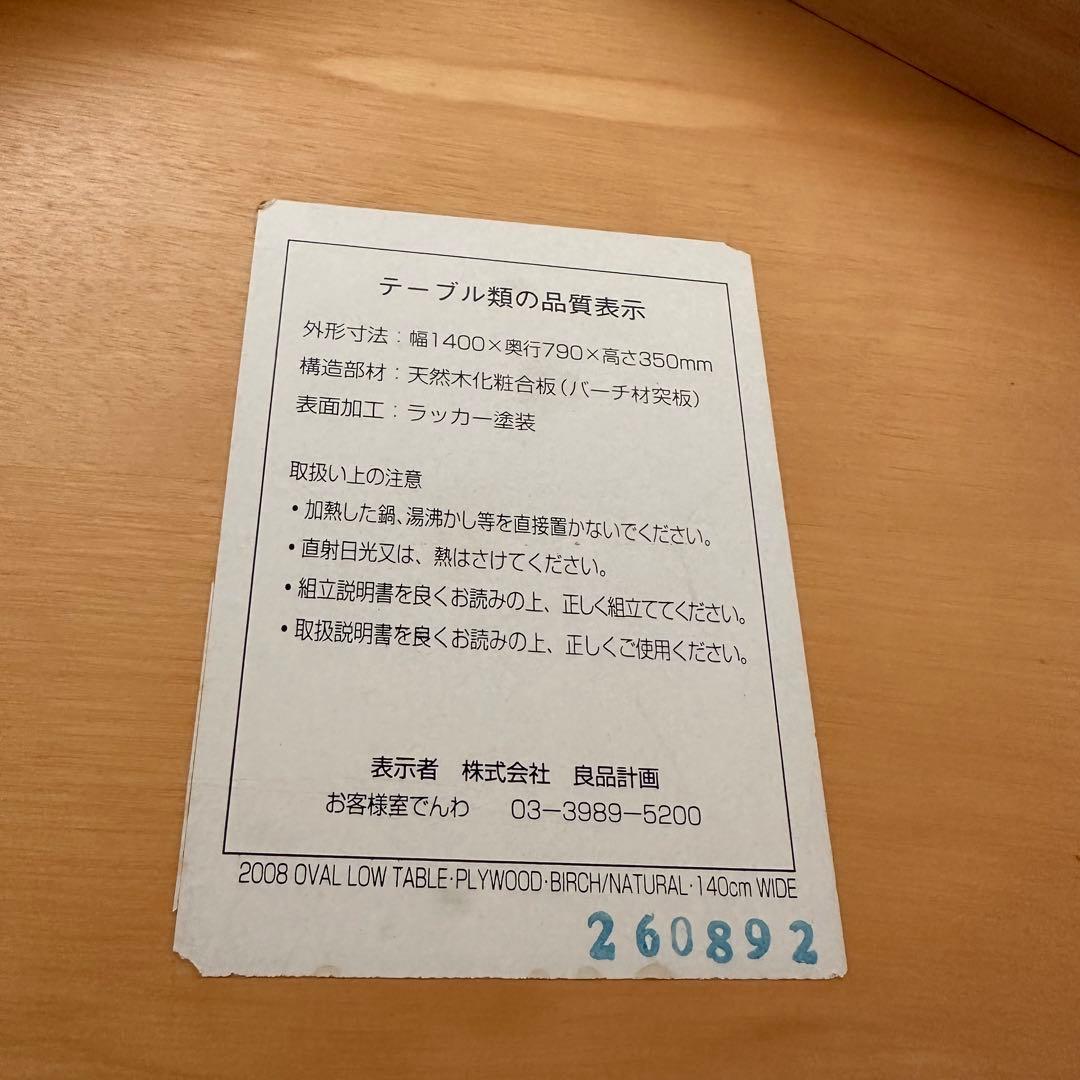 テーブル類の品質表示
外形寸法：幅1400×奥行790×高さ350mm
構造部材：天然木化粧合板(バーチ材突板)
表面加工：ラッカー塗装
取扱い上の注意
・加熱した鍋、湯沸かし等を直接置かないでください。
・直射日光又は、熱はさけてください。
・組立説明書を良くお読みの上、正しく組立ててください。
・取扱説明書を良くお読みの上、正しくご使用ください。
表示者　株式会社　良品計画
お客様室でんわ　03－3989－5200
2008 OVAL LOW TABLE･PLYWOOD･BIRCH/NATURAL･140cm WIDE
260892